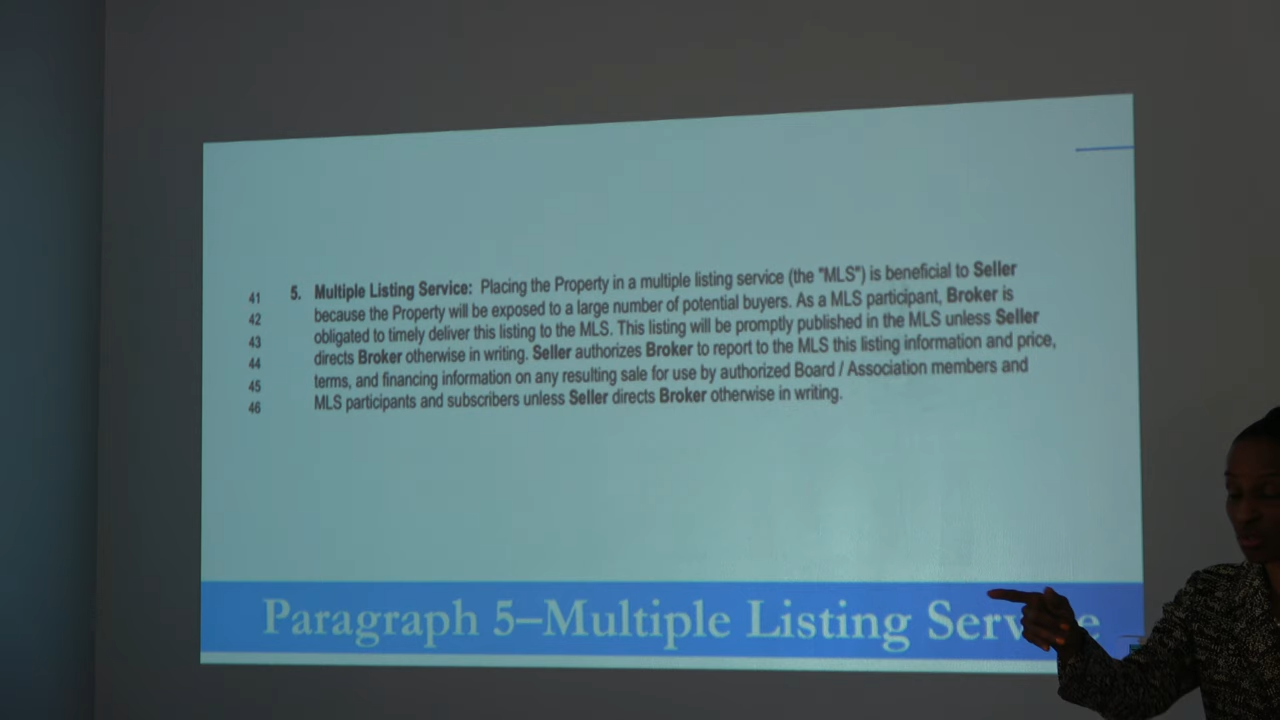 41 5. Multiple Listing Service: Placing the Property in a multiple listing service (the "MLS") is beneficial to Seller
42 because the Property will be exposed to a large number of potential buyers. As a MLS participant, Broker is
43 obligated to timely deliver this listing to the MLS. This listing will be promptly published in the MLS unless Seller
44 directs Broker otherwise in writing. Seller authorizes Broker to report to the MLS this listing information and price,
45 terms, and financing information on any resulting sale for use by authorized Board / Association members and
46 MLS participants and subscribers unless Seller directs Broker otherwise in writing.
Paragraph 5–Multiple Listing